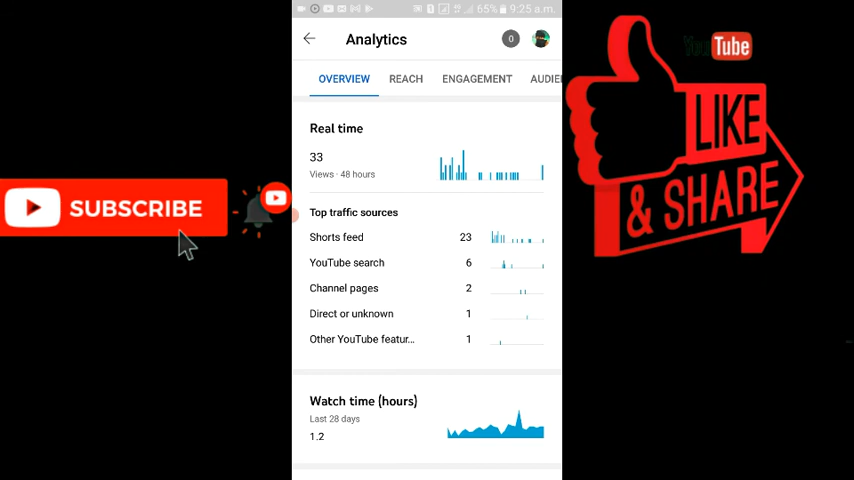 65% 9:25 a.m.
Analytics
0
OVERVIEW REACH ENGAGEMENT AUDIE
Real time
33
Views · 48 hours
Top traffic sources
Shorts feed 23
YouTube search 6
Channel pages 2
Direct or unknown 1
Other YouTube featur... 1
Watch time (hours)
Last 28 days
1.2
SUBSCRIBE
YouTube
LIKE
& SHARE